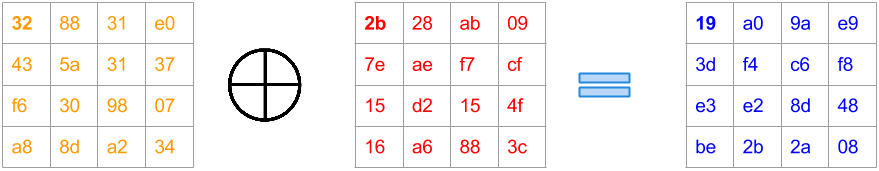 32 88 31 e0 2b 28 ab 09 19 a0 9a e9
43 5a 31 37 7e ae f7 cf 3d f4 c6 f8
f6 30 98 07 15 d2 15 4f e3 e2 8d 48
a8 8d a2 34 16 a6 88 3c be 2b 2a 08